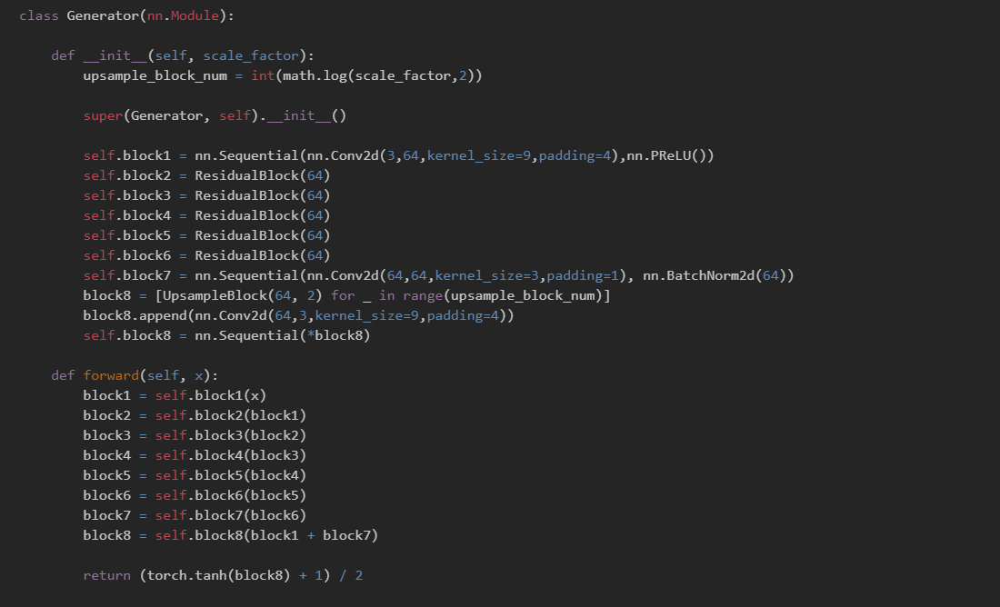 class Generator(nn.Module):
def __init__(self, scale_factor):
upsample_block_num = int(math.log(scale_factor,2))
super(Generator, self).__init__()
self.block1 = nn.Sequential(nn.Conv2d(3,64,kernel_size=9,padding=4),nn.PReLU())
self.block2 = ResidualBlock(64)
self.block3 = ResidualBlock(64)
self.block4 = ResidualBlock(64)
self.block5 = ResidualBlock(64)
self.block6 = ResidualBlock(64)
self.block7 = nn.Sequential(nn.Conv2d(64,64,kernel_size=3,padding=1), nn.BatchNorm2d(64))
block8 = [UpsampleBlock(64, 2) for _ in range(upsample_block_num)]
block8.append(nn.Conv2d(64,3,kernel_size=9,padding=4))
self.block8 = nn.Sequential(*block8)
def forward(self, x):
block1 = self.block1(x)
block2 = self.block2(block1)
block3 = self.block3(block2)
block4 = self.block4(block3)
block5 = self.block5(block4)
block6 = self.block6(block5)
block7 = self.block7(block6)
block8 = self.block8(block1 + block7)
return (torch.tanh(block8) + 1) / 2